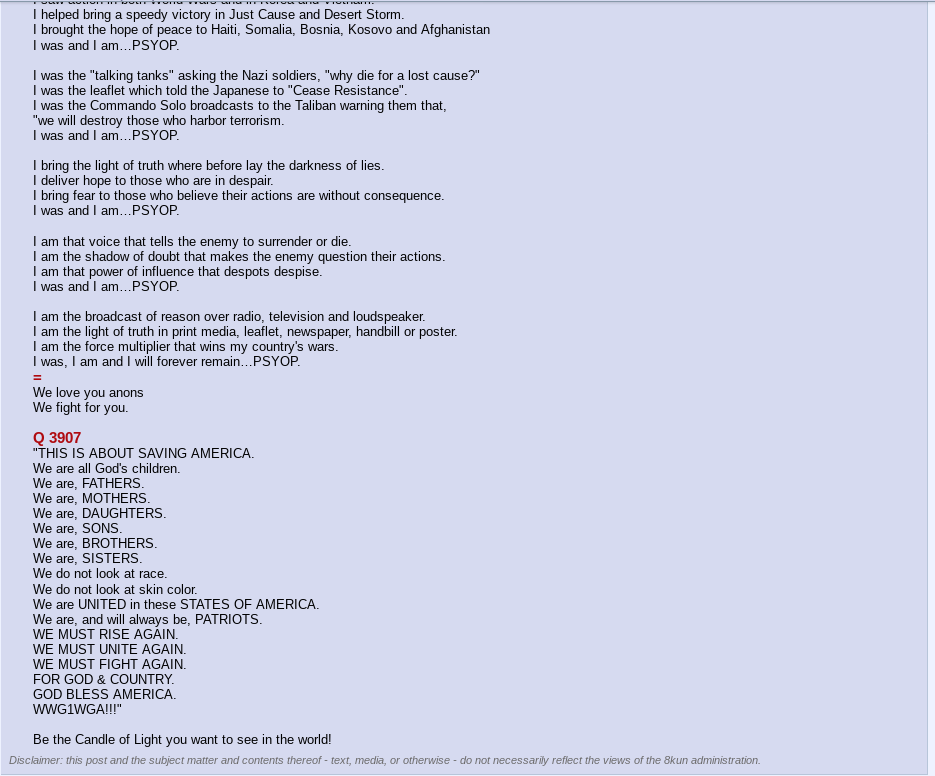 I saw action in both World Wars and in Korea and Vietnam.
I helped bring a speedy victory in Just Cause and Desert Storm.
I brought the hope of peace to Haiti, Somalia, Bosnia, Kosovo and Afghanistan
I was and I am…PSYOP.

I was the "talking tanks" asking the Nazi soldiers, "why die for a lost cause?"
I was the leaflet which told the Japanese to "Cease Resistance".
I was the Commando Solo broadcasts to the Taliban warning them that,
"we will destroy those who harbor terrorism.
I was and I am…PSYOP.

I bring the light of truth where before lay the darkness of lies.
I deliver hope to those who are in despair.
I bring fear to those who believe their actions are without consequence.
I was and I am…PSYOP.

I am that voice that tells the enemy to surrender or die.
I am the shadow of doubt that makes the enemy question their actions.
I am that power of influence that despots despise.
I was and I am…PSYOP.

I am the broadcast of reason over radio, television and loudspeaker.
I am the light of truth in print media, leaflet, newspaper, handbill or poster.
I am the force multiplier that wins my country's wars.
I was, I am and I will forever remain…PSYOP.
=
We love you anons
We fight for you.

Q 3907
"THIS IS ABOUT SAVING AMERICA.
We are all God's children.
We are, FATHERS.
We are, MOTHERS.
We are, DAUGHTERS.
We are, SONS.
We are, BROTHERS.
We are, SISTERS.
We do not look at race.
We do not look at skin color.
We are UNITED in these STATES OF AMERICA.
We are, and will always be, PATRIOTS.
WE MUST RISE AGAIN.
WE MUST UNITE AGAIN.
WE MUST FIGHT AGAIN.
FOR GOD & COUNTRY.
GOD BLESS AMERICA.
WWG1WGA!!!"

Be the Candle of Light you want to see in the world!
Disclaimer: this post and the subject matter and contents thereof - text, media, or otherwise - do not necessarily reflect the views of the 8kun administration.